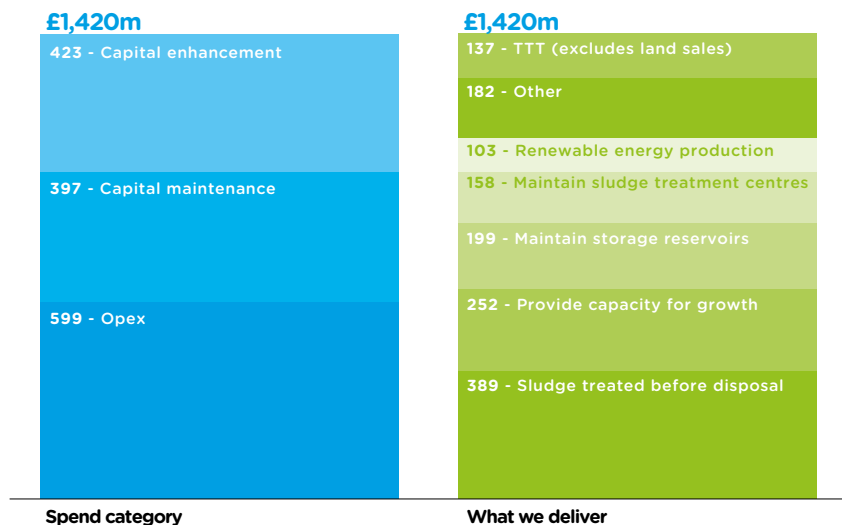 £1,420m
423 - Capital enhancement
397 - Capital maintenance
599 - Opex
Spend category
£1,420m
137 - TTT (excludes land sales)
182 - Other
103 - Renewable energy production
158 - Maintain sludge treatment centres
199 - Maintain storage reservoirs
252 - Provide capacity for growth
389 - Sludge treated before disposal
What we deliver